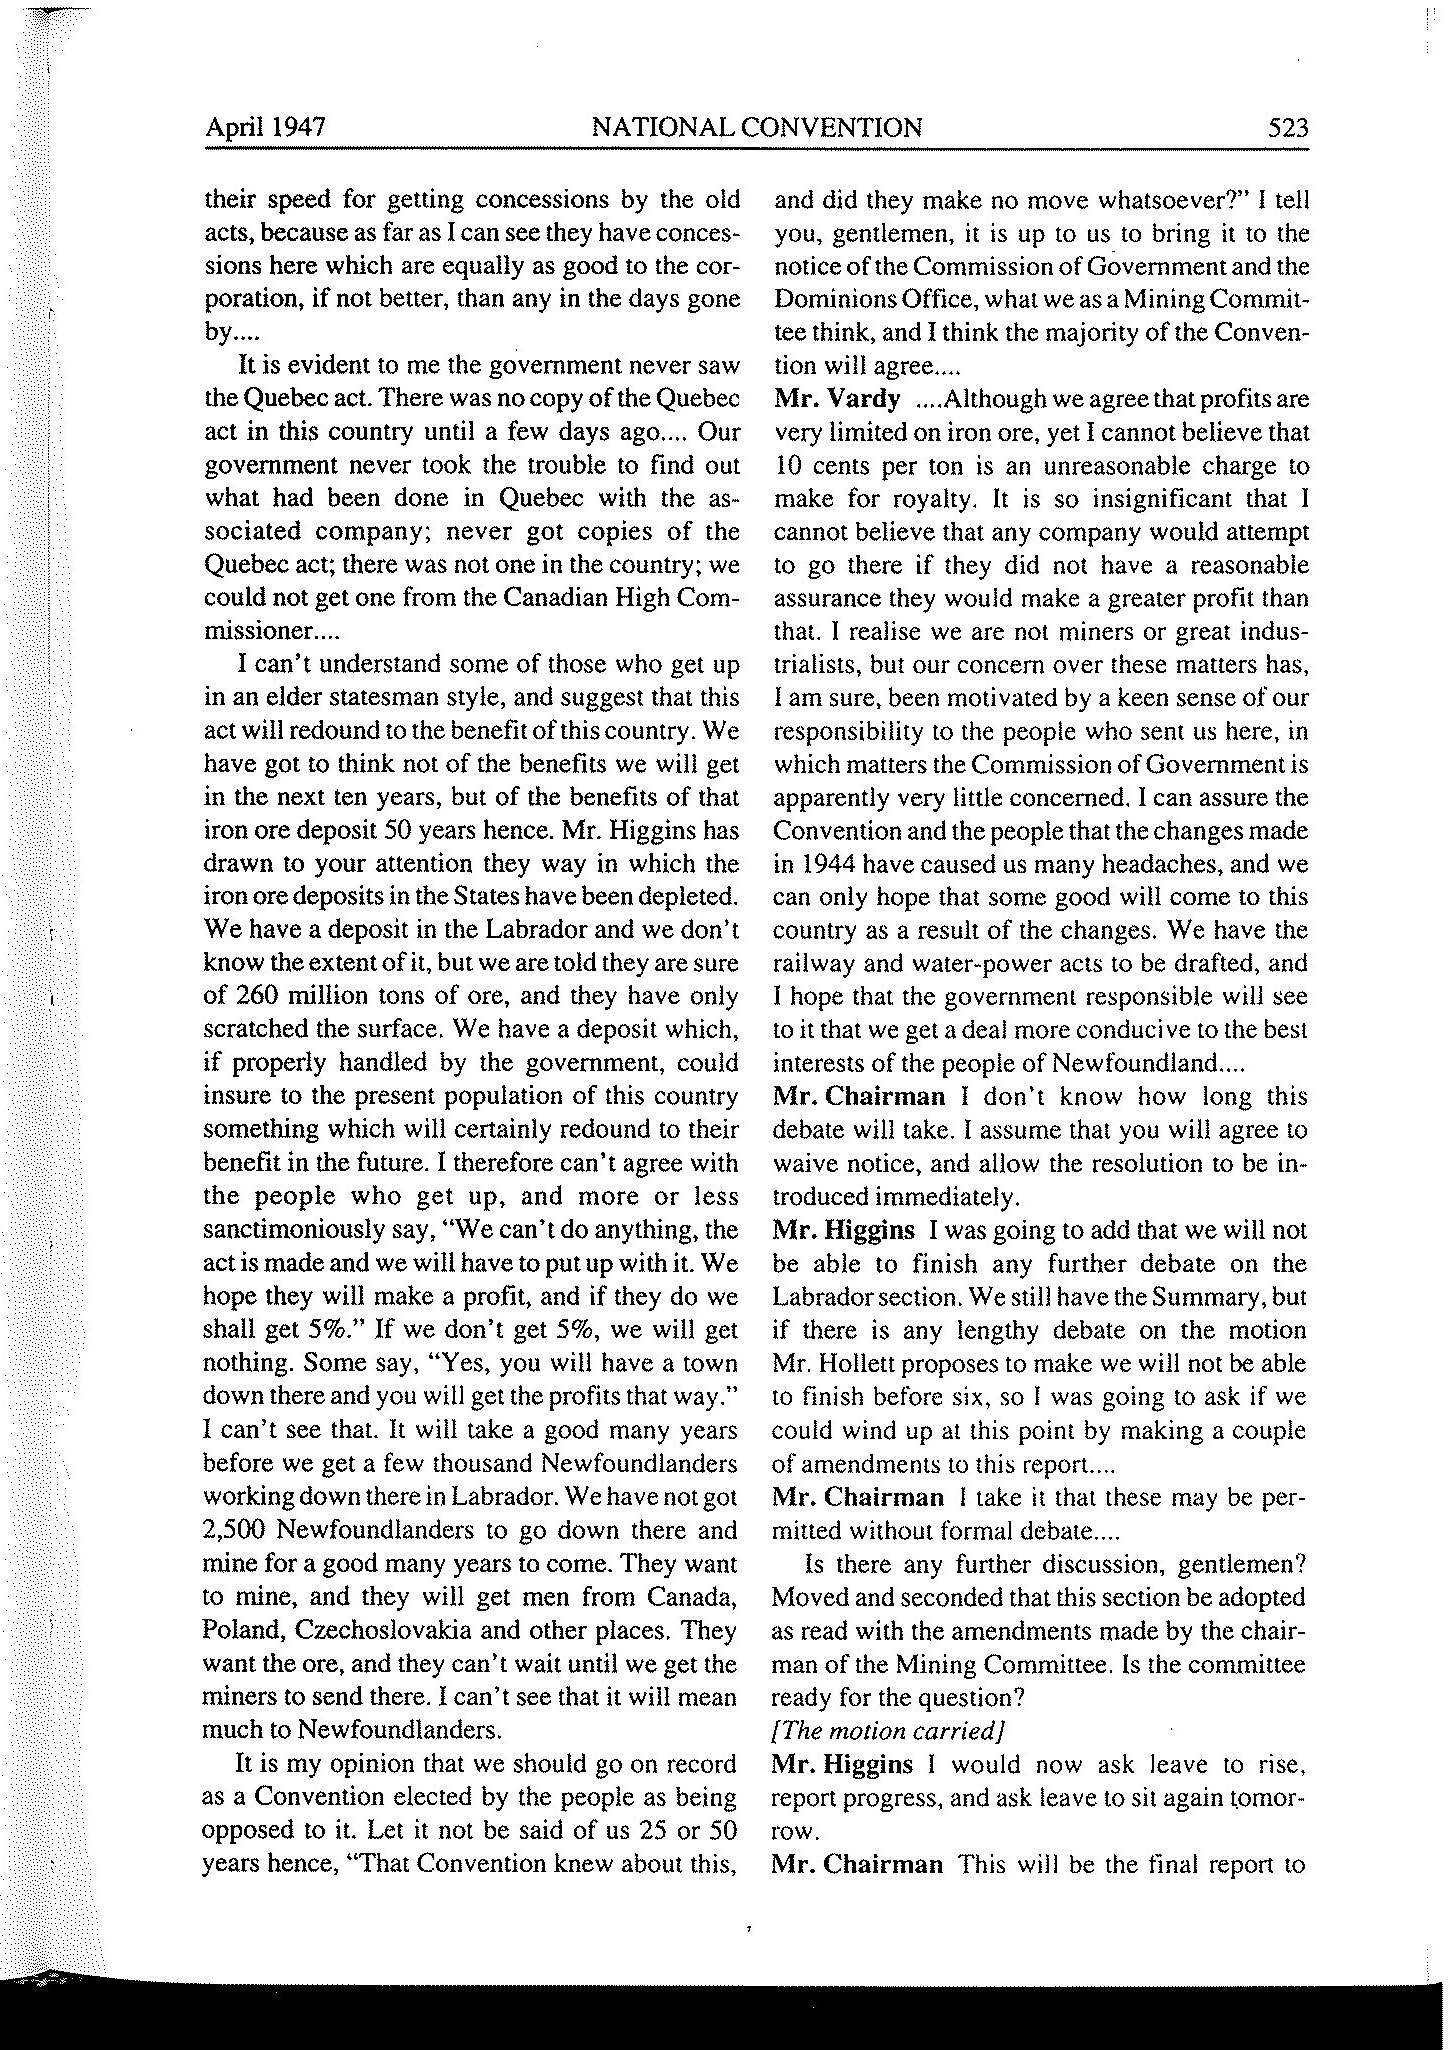 April 1947 NATIONAL CONVENTION 523
their speed for getting concessions by the old
acts, because as far as I can see they have conces-
sions here which are equally as good to the cor-
poration, if not better, than any in the days gone
by....
It is evident to me the government never saw
the Quebec act. There was no copy of the Quebec
act in this country until a few days ago.... Our
government never took the trouble to find out
what had been done in Quebec with the as-
sociated company; never got copies of the
Quebec act; there was not one in the country; we
could not get one from the Canadian High Com-
missioner....
I can't understand some of those who get up
in an elder statesman style, and suggest that this
act will redound to the benefit of this country. We
have got to think not of the benefits we will get
in the next ten years, but of the benefits of that
iron ore deposit 50 years hence. Mr. Higgins has
drawn to your attention they way in which the
iron ore deposits in the States have been depleted.
We have a deposit in the Labrador and we don't
know the extent of it, but we are told they are sure
of 260 million tons of ore, and they have only
scratched the surface. We have a deposit which,
if properly handled by the government, could
insure to the present population of this country
something which will certainly redound to their
benefit in the future. I therefore can't agree with
the people who get up, and more or less
sanctimoniously say, "We can't do anything, the
act is made and we will have to put up with it. We
hope they will make a profit, and if they do we
shall get 5%." If we don't get 5%, we will get
nothing. Some say, "Yes, you will have a town
down there and you will get the profits that way."
I can't see that. It will take a good many years
before we get a few thousand Newfoundlanders
working down there in Labrador. We have not got
2,500 Newfoundlanders to go down there and
mine for a good many years to come. They want
to mine, and they will get men from Canada,
Poland, Czechoslovakia and other places. They
want the ore, and they can't wait until we get the
miners to send there. I can't see that it will mean
much to Newfoundlanders.
It is my opinion that we should go on record
as a Convention elected by the people as being
opposed to it. Let it not be said of us 25 or 50
years hence, "That Convention knew about this,
and did they make no move whatsoever?" I tell
you, gentlemen, it is up to us to bring it to the
notice of the Commission of Government and the
Dominions Office, what we as a Mining Commit-
tee think, and I think the majority of the Conven-
tion will agree....
Mr. Vardy ....Although we agree that profits are
very limited on iron ore, yet I cannot believe that
10 cents per ton is an unreasonable charge to
make for royalty. It is so insignificant that I
cannot believe that any company would attempt
to go there if they did not have a reasonable
assurance they would make a greater profit than
that. I realise we are not miners or great indus-
trialists, but our concern over these matters has,
I am sure, been motivated by a keen sense of our
responsibility to the people who sent us here, in
which matters the Commission of Government is
apparently very little concerned. I can assure the
Convention and the people that the changes made
in 1944 have caused us many headaches, and we
can only hope that some good will come to this
country as a result of the changes. We have the
railway and water-power acts to be drafted, and
I hope that the government responsible will see
to it that we get a deal more conducive to the best
interests of the people of Newfoundland....
Mr. Chairman I don't know how long this
debate will take. I assume that you will agree to
waive notice, and allow the resolution to be in-
troduced immediately.
Mr. Higgins I was going to add that we will not
be able to finish any further debate on the
Labrador section. We still have the Summary, but
if there is any lengthy debate on the motion
Mr. Hollett proposes to make we will not be able
to finish before six, so I was going to ask if we
could wind up at this point by making a couple
of amendments to this report....
Mr. Chairman I take it that these may be per-
mitted without formal debate....
Is there any further discussion, gentlemen?
Moved and seconded that this section be adopted
as read with the amendments made by the chair-
man of the Mining Committee. Is the committee
ready for the question?
[The motion carried]
Mr. Higgins I would now ask leave to rise,
report progress, and ask leave to sit again tomor-
row.
Mr. Chairman This will be the final report to